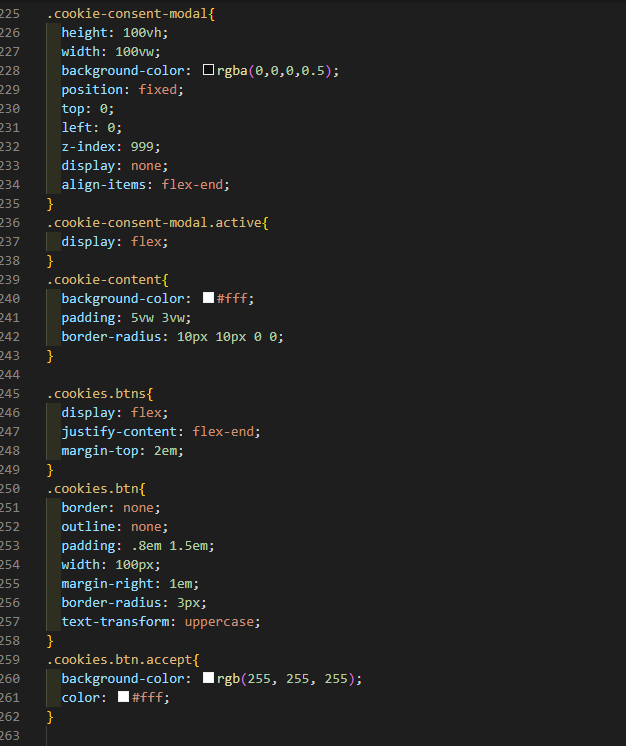 225 .cookie-consent-modal{
226 height: 100vh;
227 width: 100vw;
228 background-color: rgba(0,0,0,0.5);
229 position: fixed;
230 top: 0;
231 left: 0;
232 z-index: 999;
233 display: none;
234 align-items: flex-end;
235 }
236 .cookie-consent-modal.active{
237 display: flex;
238 }
239 .cookie-content{
240 background-color: #fff;
241 padding: 5vw 3vw;
242 border-radius: 10px 10px 0 0;
243 }
244
245 .cookies.btns{
246 display: flex;
247 justify-content: flex-end;
248 margin-top: 2em;
249 }
250 .cookies.btn{
251 border: none;
252 outline: none;
253 padding: .8em 1.5em;
254 width: 100px;
255 margin-right: 1em;
256 border-radius: 3px;
257 text-transform: uppercase;
258 }
259 .cookies.btn.accept{
260 background-color: rgb(255, 255, 255);
261 color: #fff;
262 }
263